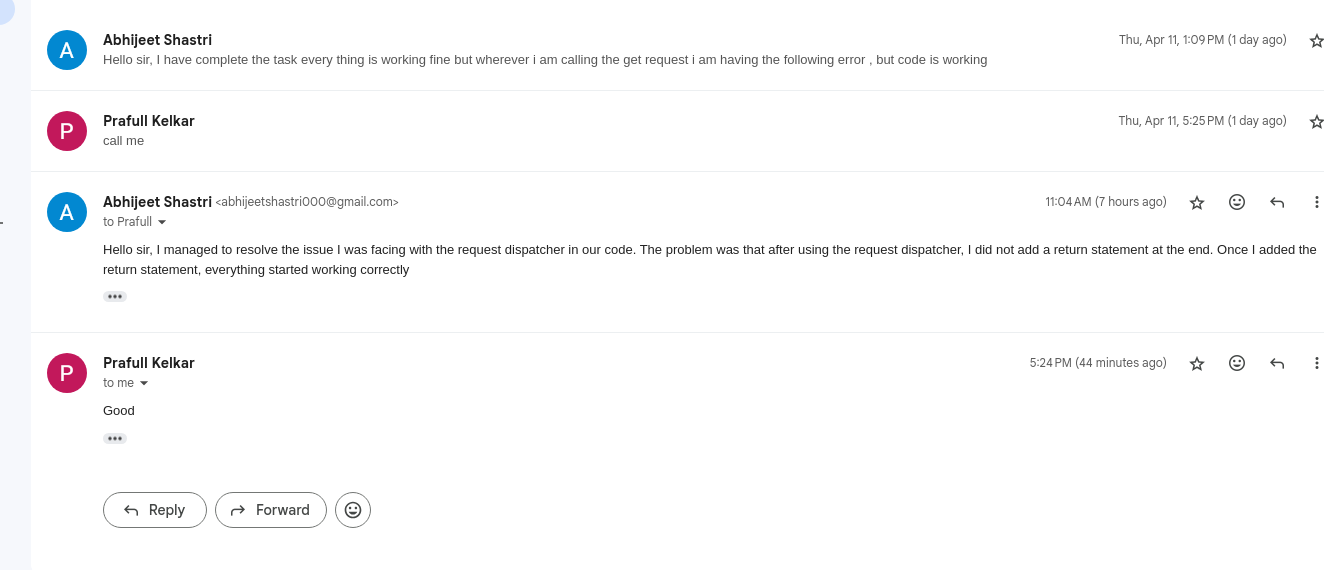 A
Abhijeet Shastri
Thu, Apr 11, 1:09 PM (1 day ago)
Hello sir, I have complete the task every thing is working fine but wherever i am calling the get request i am having the following error , but code is working
P
Prafull Kelkar
Thu, Apr 11, 5:25 PM (1 day ago)
call me
A
Abhijeet Shastri <abhijeetshastri000@gmail.com>
11:04 AM (7 hours ago)
to Prafull
Hello sir, I managed to resolve the issue I was facing with the request dispatcher in our code. The problem was that after using the request dispatcher, I did not add a return statement at the end. Once I added the
return statement, everything started working correctly
P
Prafull Kelkar
5:24 PM (44 minutes ago)
to me
Good
Reply
Forward